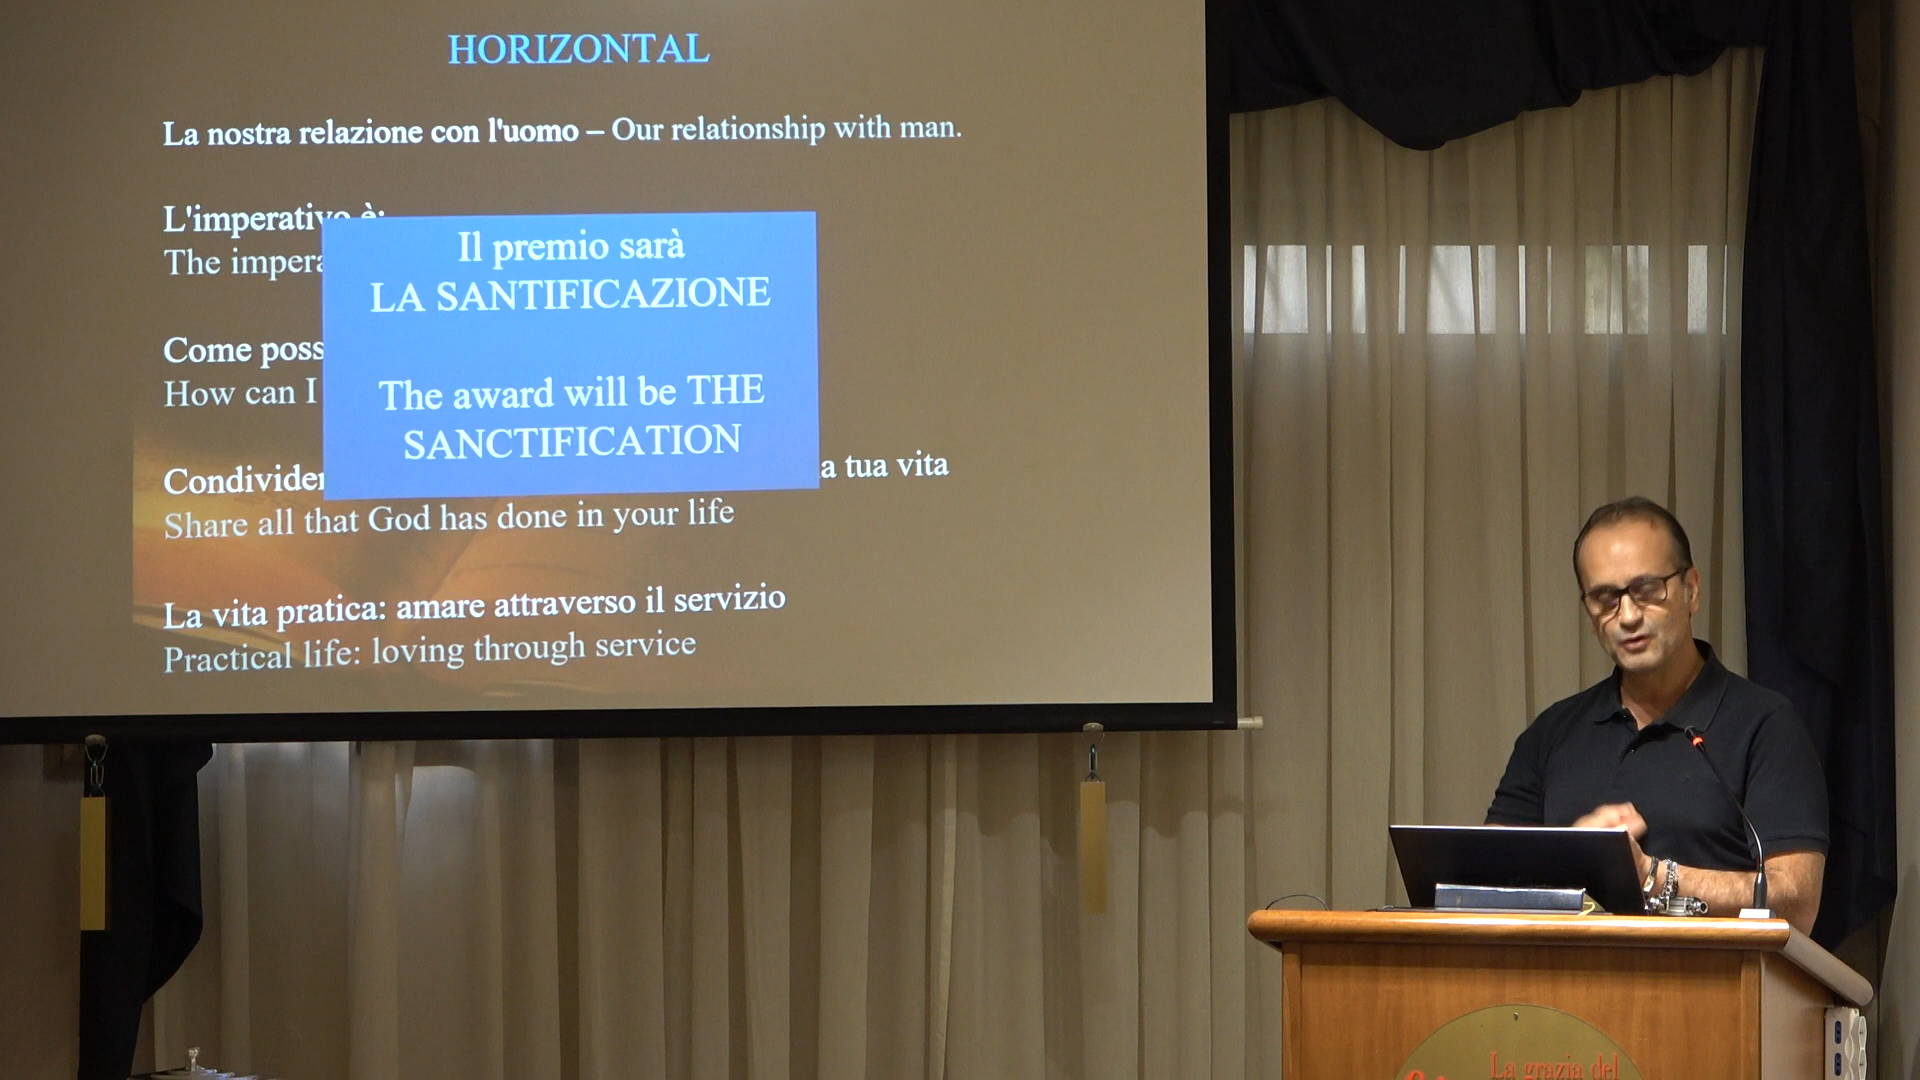 HORIZONTAL
La nostra relazione con l'uomo – Our relationship with man.
L'imperativo è:
The impera
Il premio sarà
LA SANTIFICAZIONE
Come poss
How can I
The award will be THE
SANCTIFICATION
Condivider
a tua vita
Share all that God has done in your life
La vita pratica: amare attraverso il servizio
Practical life: loving through service
La grazia del